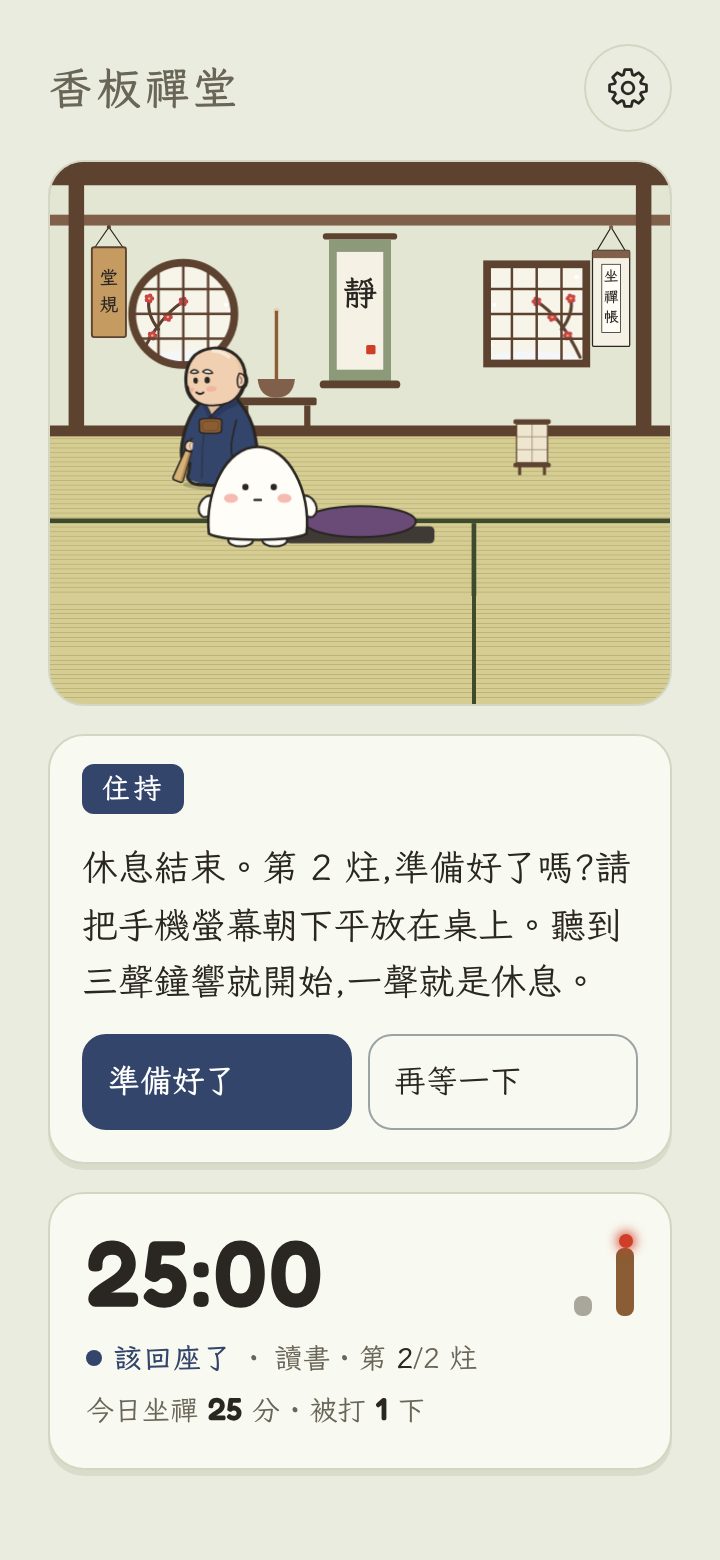 香板禪堂
堂規
靜
坐禪帳
住持
休息結束。第 2 炷,準備好了嗎?請
把手機螢幕朝下平放在桌上。聽到
三聲鐘響就開始,一聲就是休息。
準備好了
再等一下
25:00
該回座了 · 讀書 · 第 2/2 炷
今日坐禪 25 分 · 被打 1 下